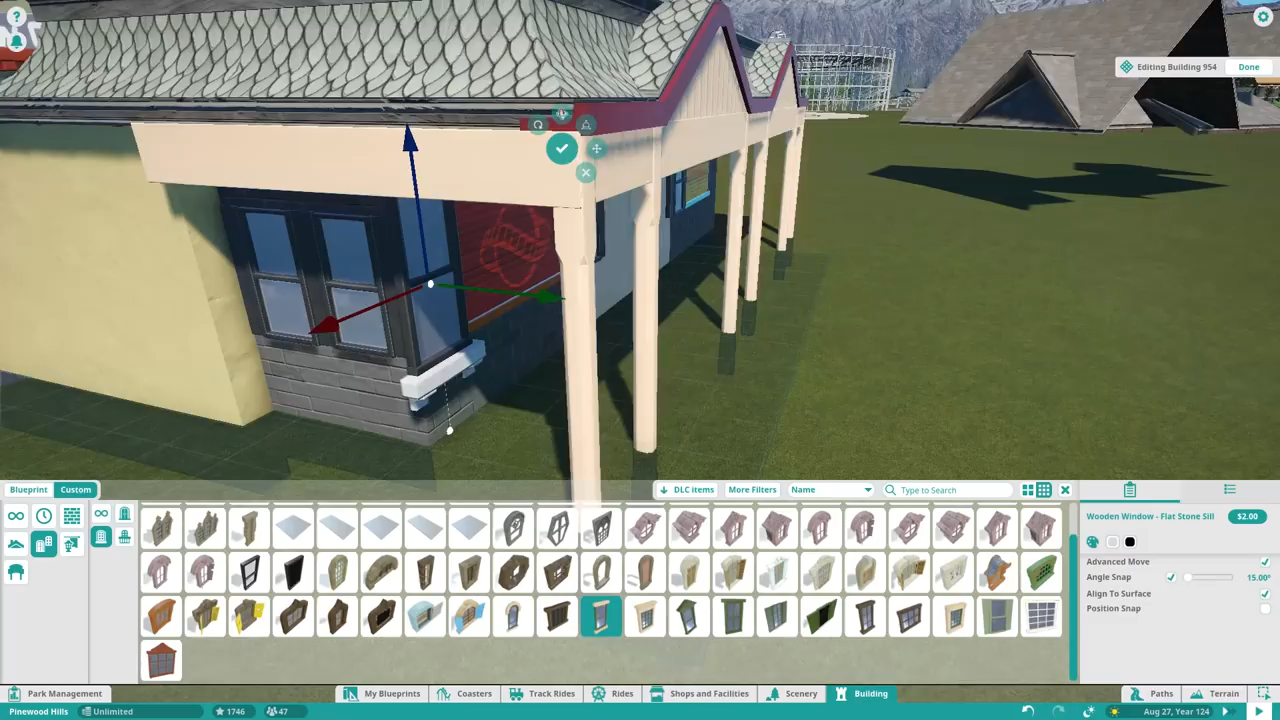 Editing Building 954 Done
Blueprint Custom DLC items More Filters Name Type to Search
Wooden Window - Flat Stone Sill $2.00
Advanced Move
Angle Snap 15.00°
Align To Surface
Position Snap
Park Management My Blueprints Coasters Track Rides Rides Shops and Facilities Scenery Building Paths Terrain
Pinewood Hills Unlimited 1746 47 Aug 27, Year 124